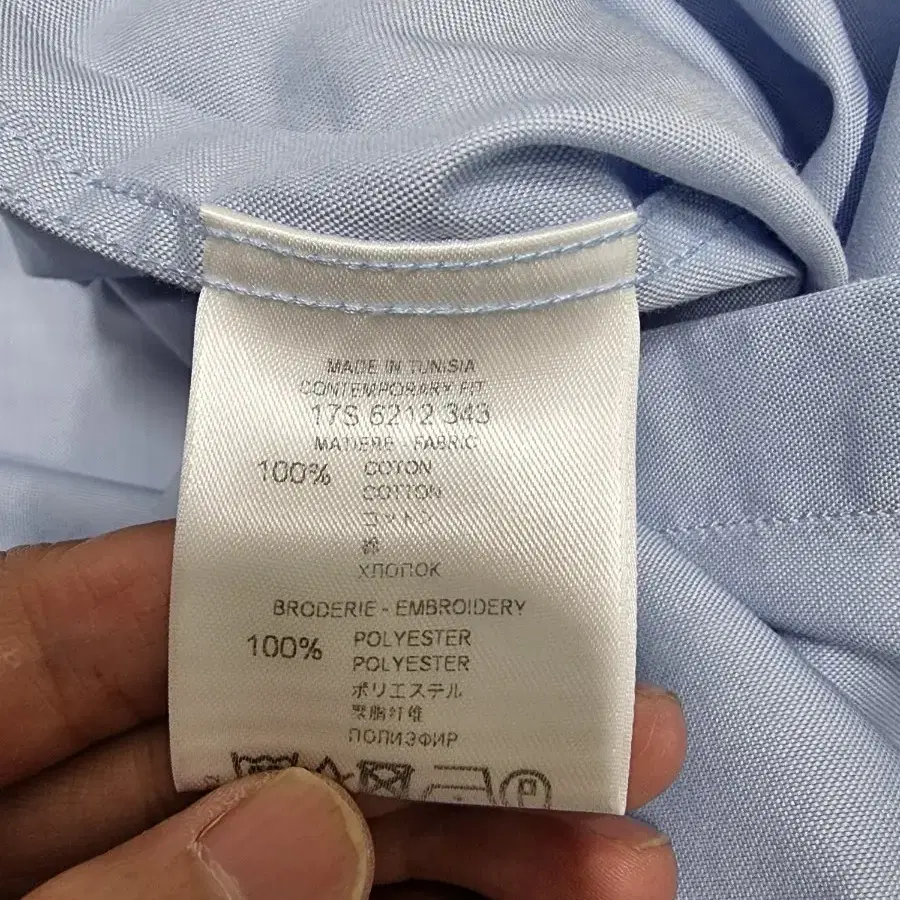 MADE IN TUNISIA
CONTEMPORARY FIT
17S 6212 343
MATIERE - FABRIC
100% COTON
COTTON
コットン
棉
ХЛОПОК
BRODERIE - EMBROIDERY
100% POLYESTER
POLYESTER
ポリエステル
聚脂纤维
ПОЛИЭФИР